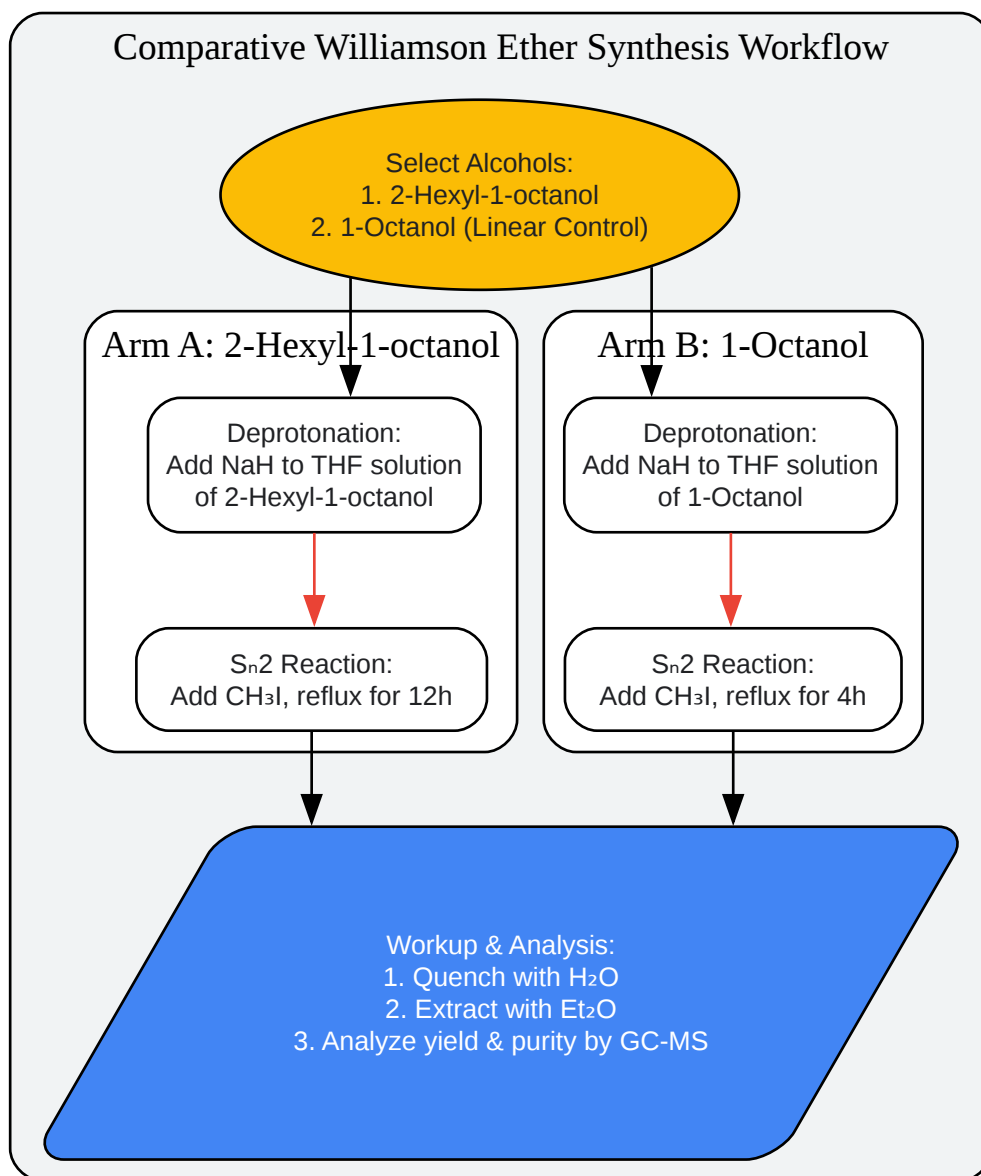 Comparative Williamson Ether Synthesis Workflow
Select Alcohols:
1. 2-Hexyl-1-octanol
2. 1-Octanol (Linear Control)
Arm A: 2-Hexyl-1-octanol
Deprotonation:
Add NaH to THF solution
of 2-Hexyl-1-octanol
Sₙ2 Reaction:
Add CH₃I, reflux for 12h
Arm B: 1-Octanol
Deprotonation:
Add NaH to THF solution
of 1-Octanol
Sₙ2 Reaction:
Add CH₃I, reflux for 4h
Workup & Analysis:
1. Quench with H₂O
2. Extract with Et₂O
3. Analyze yield & purity by GC-MS